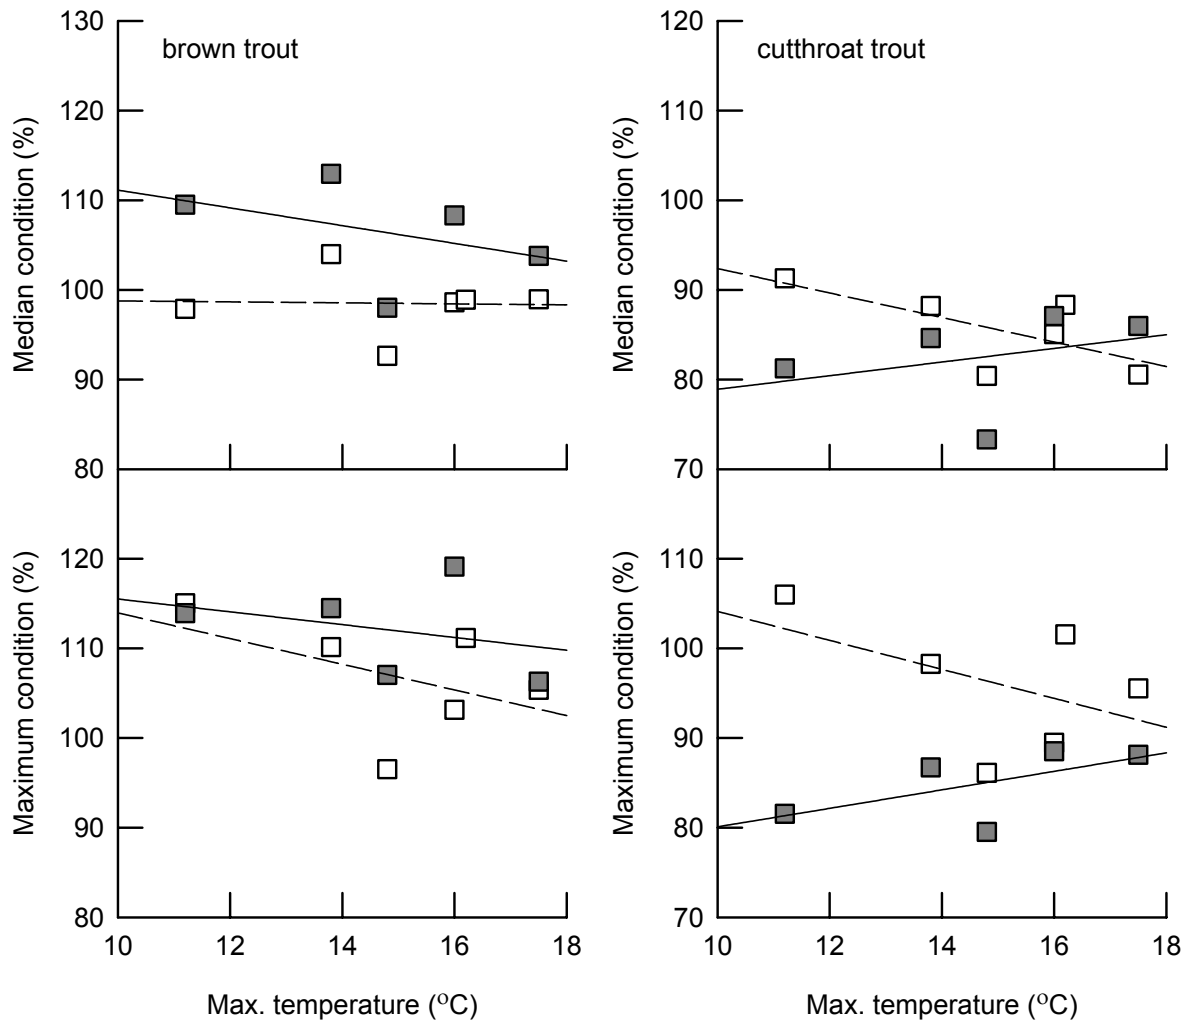 130
120
110
100
90
80
Median condition (%)
brown trout
120
110
100
90
80
70
Median condition (%)
cutthroat trout
120
110
100
90
80
Maximum condition (%)
10 12 14 16 18
Max. temperature (°C)
110
100
90
80
70
Maximum condition (%)
10 12 14 16 18
Max. temperature (°C)